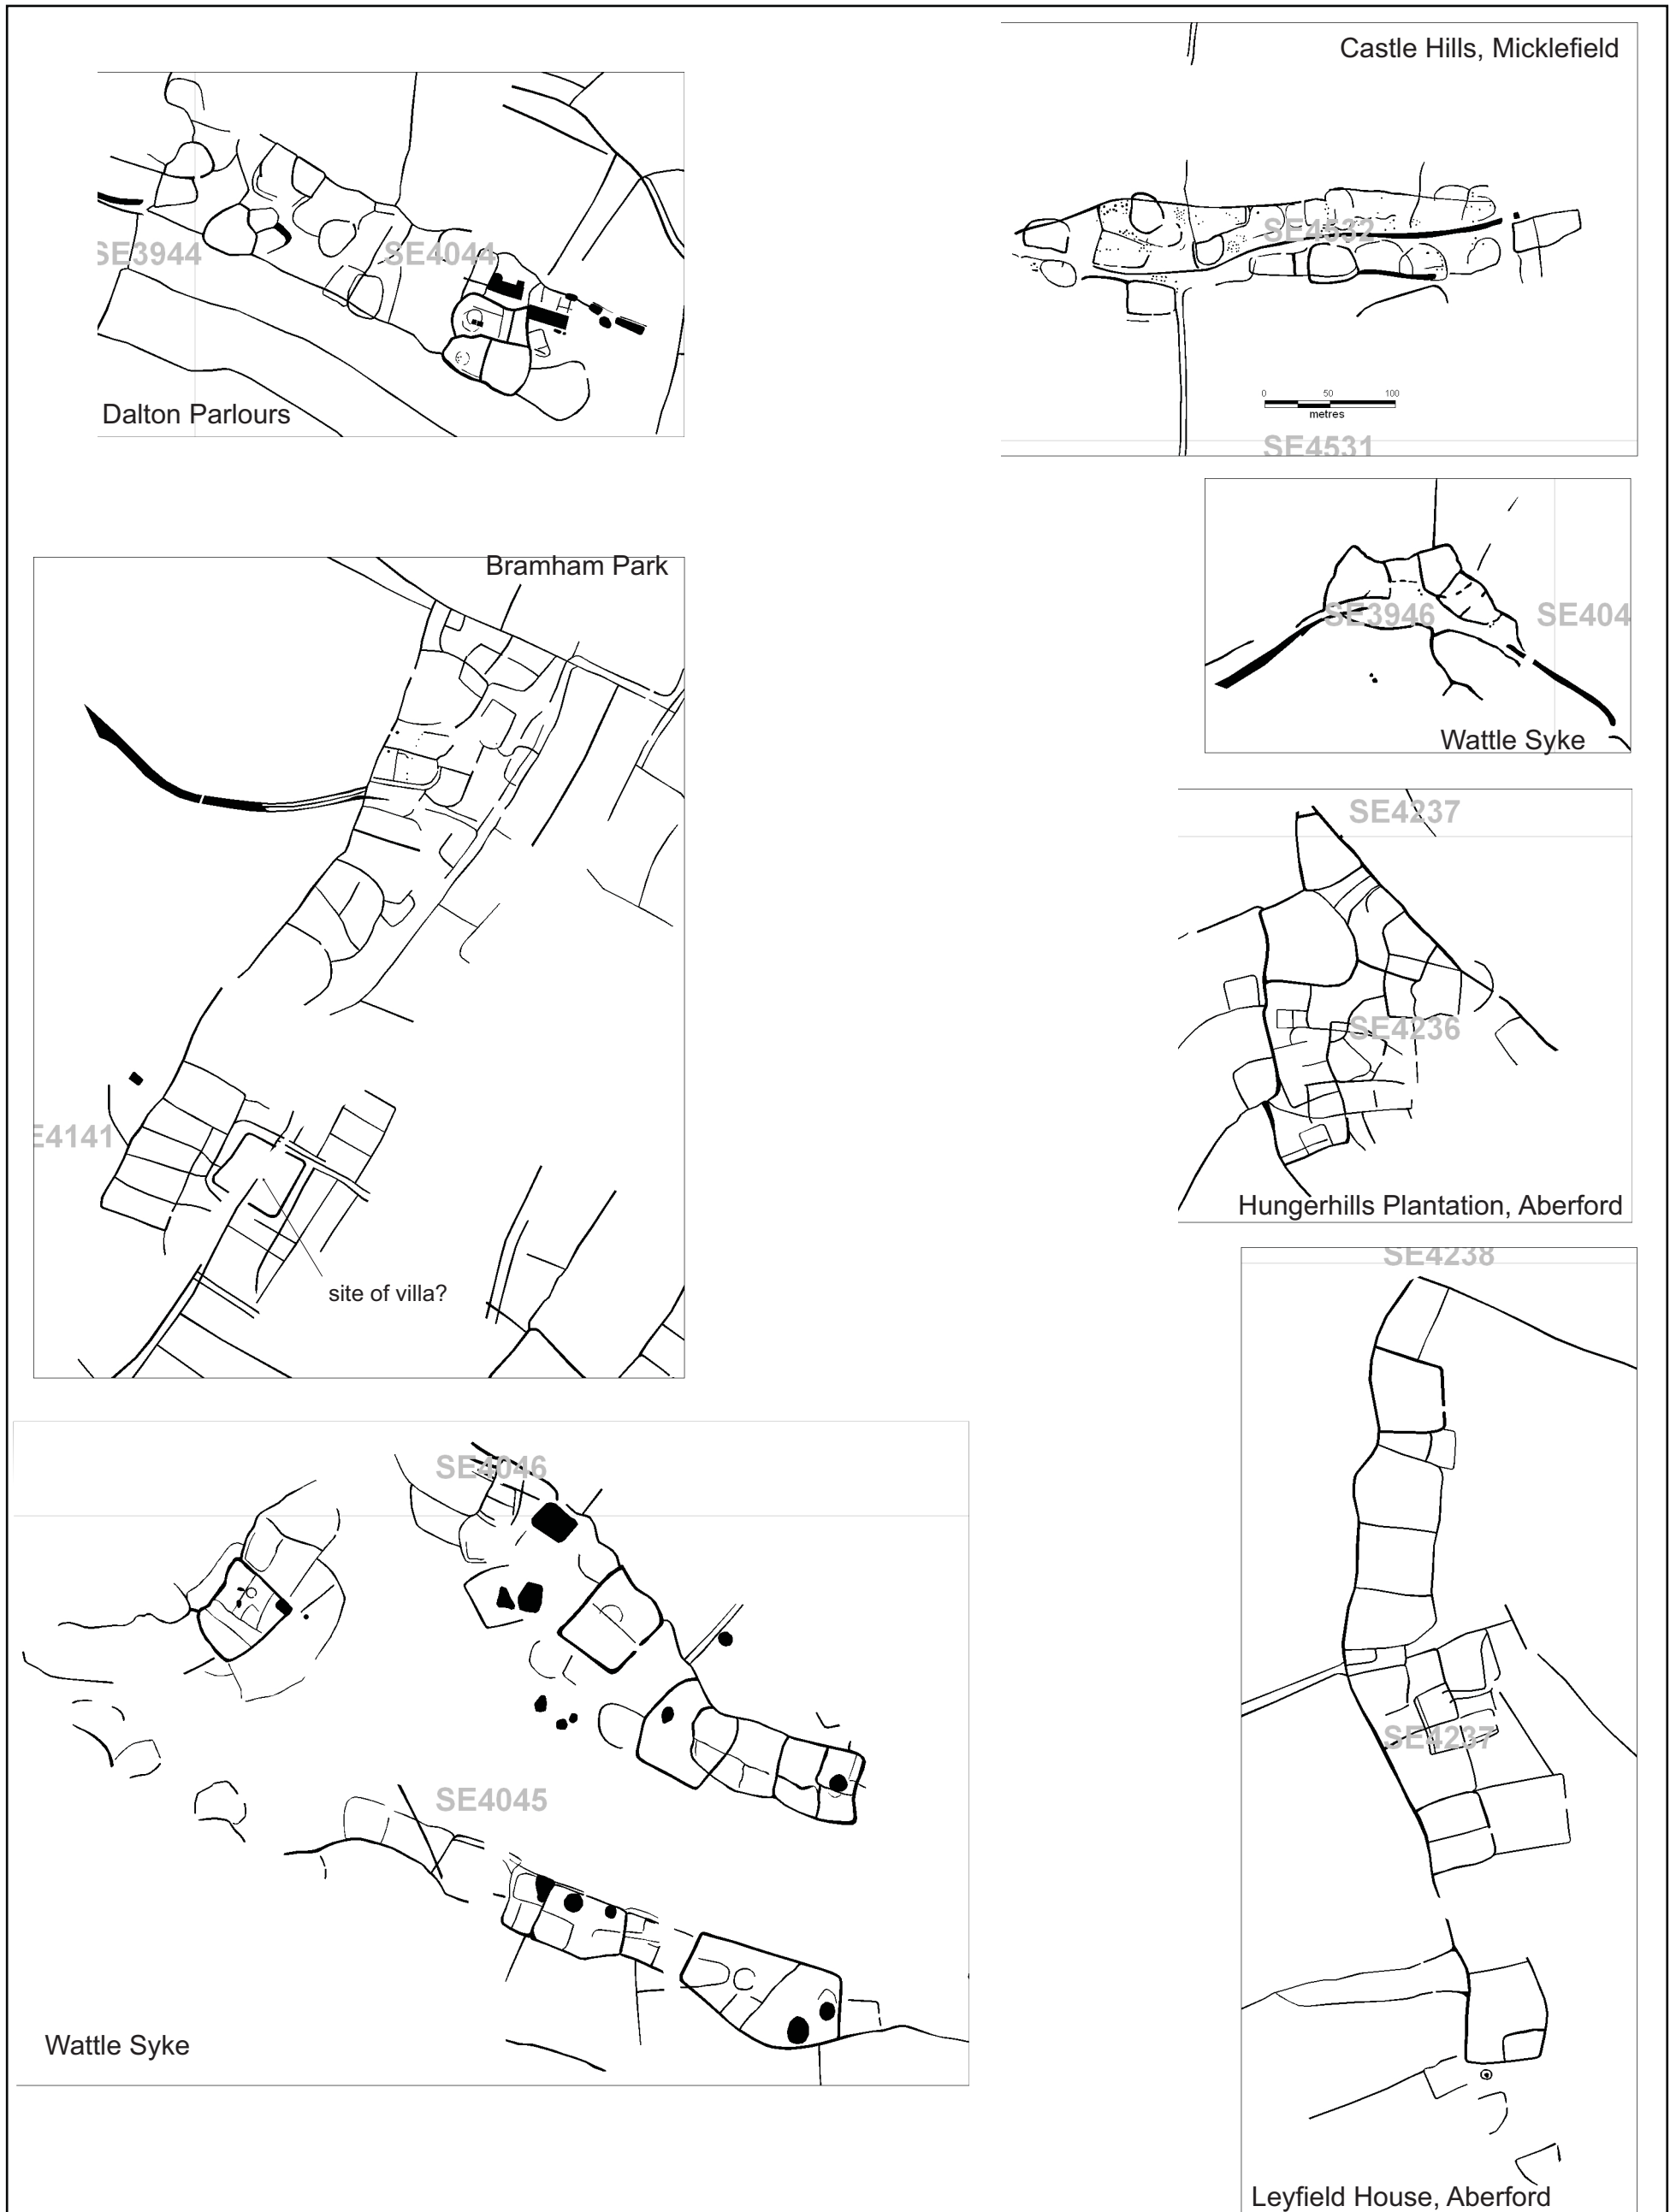 Castle Hills, Micklefield
SE4532
0 50 100
metres
SE4531
SE3944
SE4044
Dalton Parlours
SE3946
SE404
Wattle Syke
Bramham Park
E4141
site of villa?
SE4237
SE4236
Hungerhills Plantation, Aberford
SE4238
SE4237
Leyfield House, Aberford
SE4046
SE4045
Wattle Syke